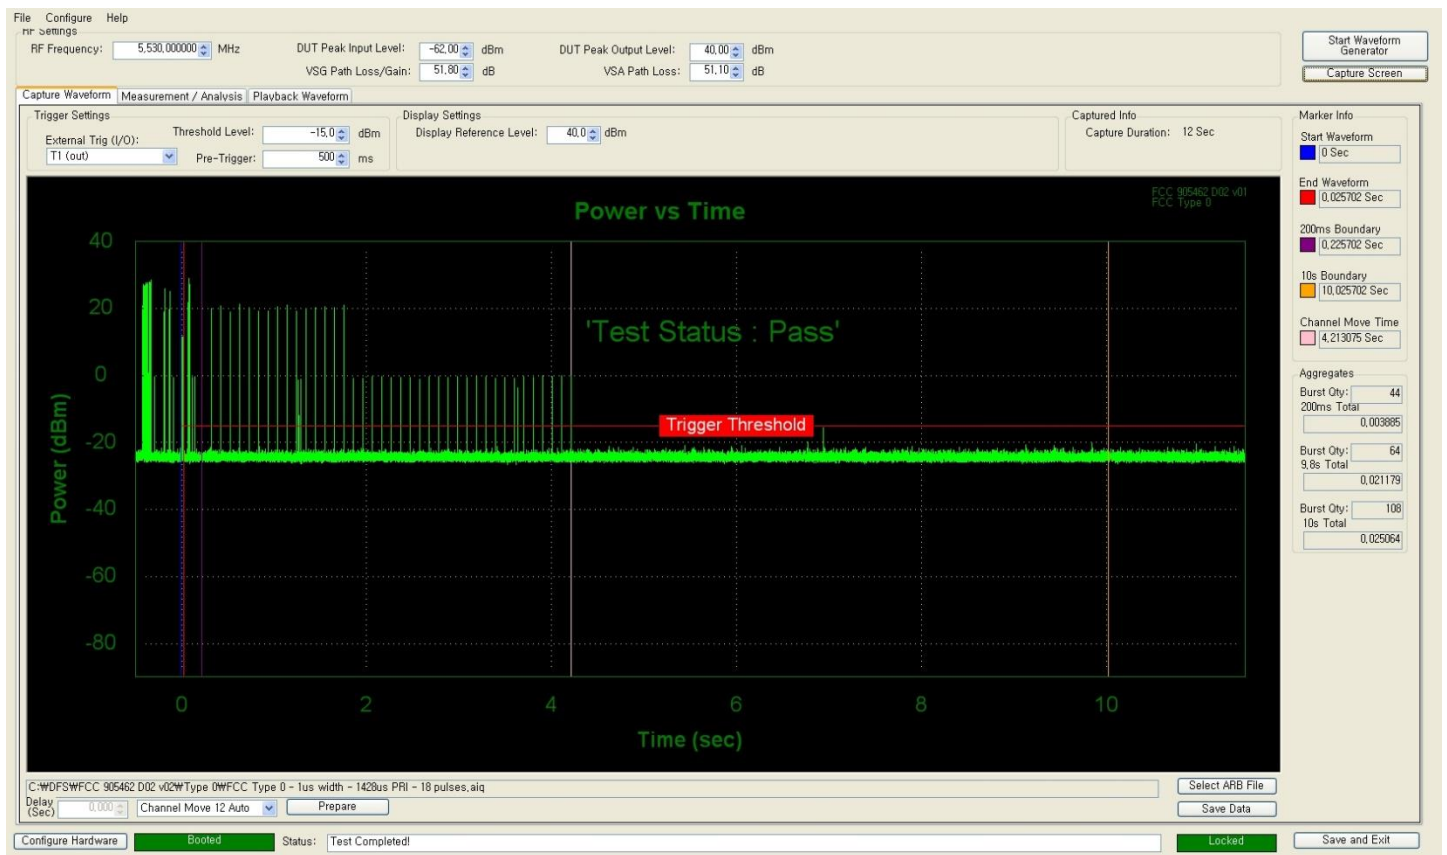 File Configure Help
RF Settings
RF Frequency: 5,530,000000 MHz DUT Peak Input Level: -62,00 dBm DUT Peak Output Level: 40,00 dBm
VSG Path Loss/Gain: 51,80 dB VSA Path Loss: 51,10 dB
Start Waveform
Generator
Capture Screen
Capture Waveform Measurement / Analysis Playback Waveform
Trigger Settings
External Trig (I/O):
T1 (out)
Threshold Level: -15,0 dBm
Pre-Trigger: 500 ms
Display Settings
Display Reference Level: 40,0 dBm
Captured Info
Capture Duration: 12 Sec
FCC 905462 D02 v01
FCC Type 0
Power vs Time
'Test Status : Pass'
Trigger Threshold
Power (dBm)
40
20
0
-20
-40
-60
-80
0 2 4 6 8 10
Time (sec)
Marker Info
Start Waveform
0 Sec
End Waveform
0,025702 Sec
200ms Boundary
0,225702 Sec
10s Boundary
10,025702 Sec
Channel Move Time
4,213075 Sec
Aggregates
Burst Qty: 44
200ms Total
0,003885
Burst Qty: 64
9,8s Total
0,021179
Burst Qty: 108
10s Total
0,025064
C:₩DFS₩FCC 905462 D02 v02₩Type 0₩FCC Type 0 - 1us width - 1428us PRI - 18 pulses,aiq
Select ARB File
Delay
(Sec) 0,000 Channel Move 12 Auto Prepare
Save Data
Configure Hardware Booted Status: Test Completed! Locked Save and Exit